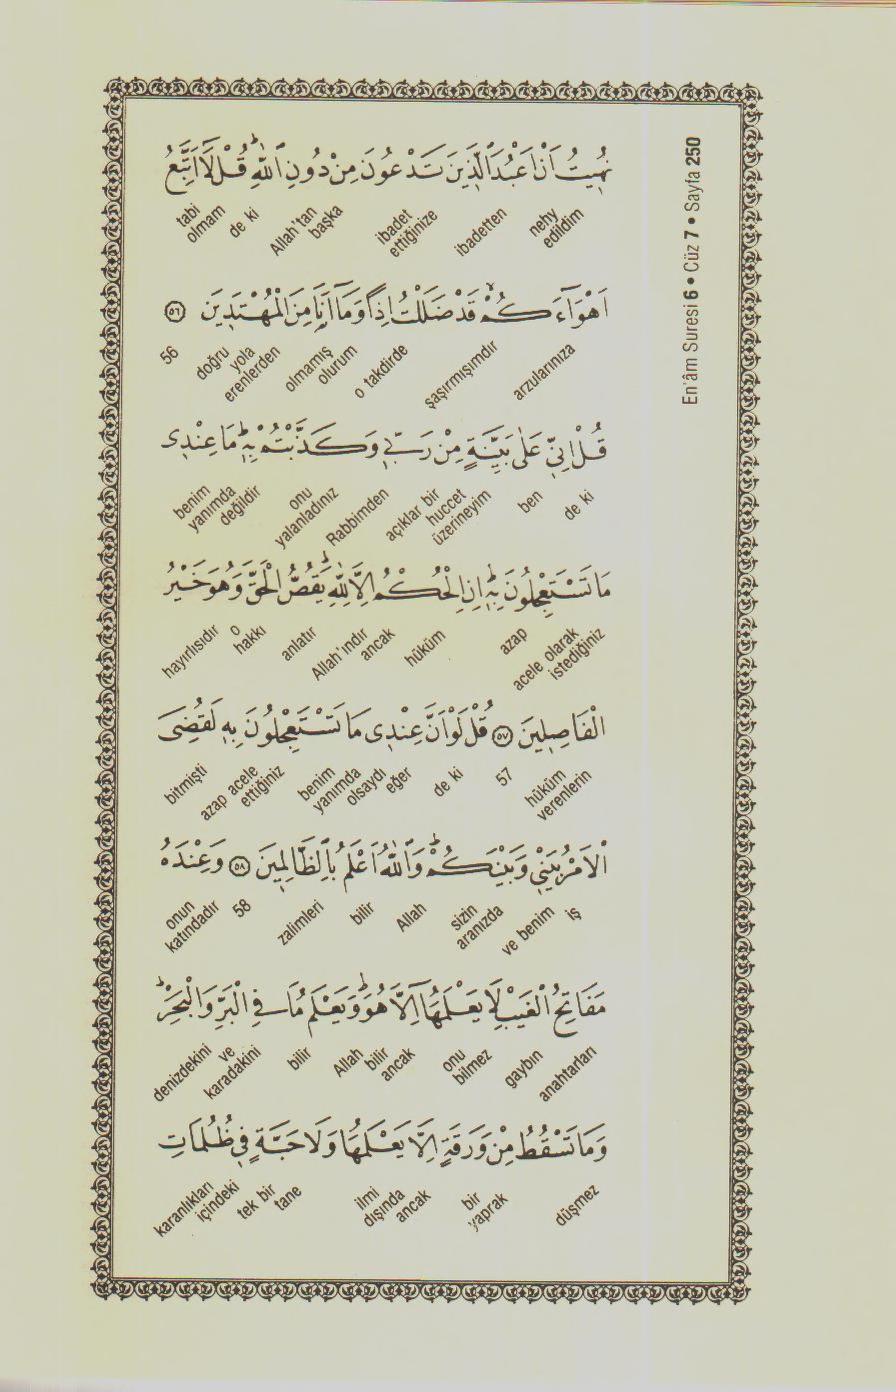 En'âm Suresi 6 • Cüz 7 • Sayfa 250
نُهِيتُ اَنْ اَعْبُدَ الَّذِينَ تَدْعُونَ مِنْ دُونِ اللّٰهِ قُلْ لَٓا اَتَّبِعُ
nehy edildim ibadetten ibadet ettiğinize Allah'tan başka de ki tabi olmam
اَهْوَٓاءَكُمْ قَدْ ضَلَلْتُ اِذًا وَمَٓا اَنَا۬ مِنَ الْمُهْتَدِينَ ﴿٥٦﴾
arzularınıza şaşırmışımdır o takdirde olmamış olurum doğru yola erenlerden 56
قُلْ اِنِّي عَلٰى بَيِّنَةٍ مِنْ رَبِّي وَكَذَّبْتُمْ بِهِ مَا عِنْدِي
de ki ben açıklar bir huccet üzerineyim Rabbimden onu yalanladınız benim yanımda değildir
مَا تَسْتَعْجِلُونَ بِهِ اِنِ الْحُكْمُ اِلَّا لِلّٰهِ يَقُصُّ الْحَقَّ وَهُوَ خَيْرُ
acele olarak istediğiniz azap hüküm ancak Allah'ındır anlatır hakkı o hayırlısıdır
الْفَاصِلِينَ ﴿٥٧﴾ قُلْ لَوْ اَنَّ عِنْدِي مَا تَسْتَعْجِلُونَ بِهِ لَقُضِيَ
hüküm verenlerin 57 de ki eğer benim yanımda olsaydı azap acele ettiğiniz bitmişti
الْاَمْرُ بَيْنِي وَبَيْنَكُمْ وَاللّٰهُ اَعْلَمُ بِالظَّالِمِينَ ﴿٥٨﴾ وَعِنْدَهُ
iş ve benim sizin aranızda Allah bilir zalimleri 58 onun katındadır
مَفَاتِحُ الْغَيْبِ لَا يَعْلَمُهَٓا اِلَّا هُوَ وَيَعْلَمُ مَا فِي الْبَرِّ وَالْبَحْرِ
anahtarları gaybın onu bilmez ancak bilir Allah bilir karadakini ve denizdekini
وَمَا تَسْقُطُ مِنْ وَرَقَةٍ اِلَّا يَعْلَمُهَا وَلَا حَبَّةٍ فِي ظُلُمَاتِ
düşmez bir yaprak ancak ilmi dışında tek bir tane karanlıkları içindeki